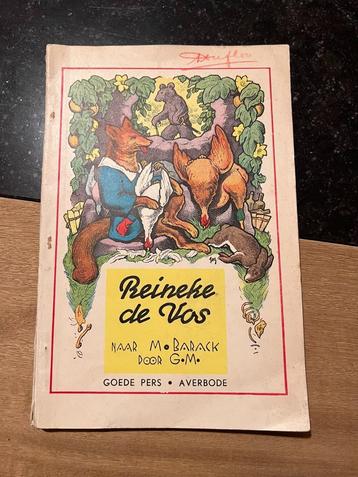 Reineke
de Vos
NAAR M. BARACK
DOOR G.M.
GOEDE PERS • AVERBODE